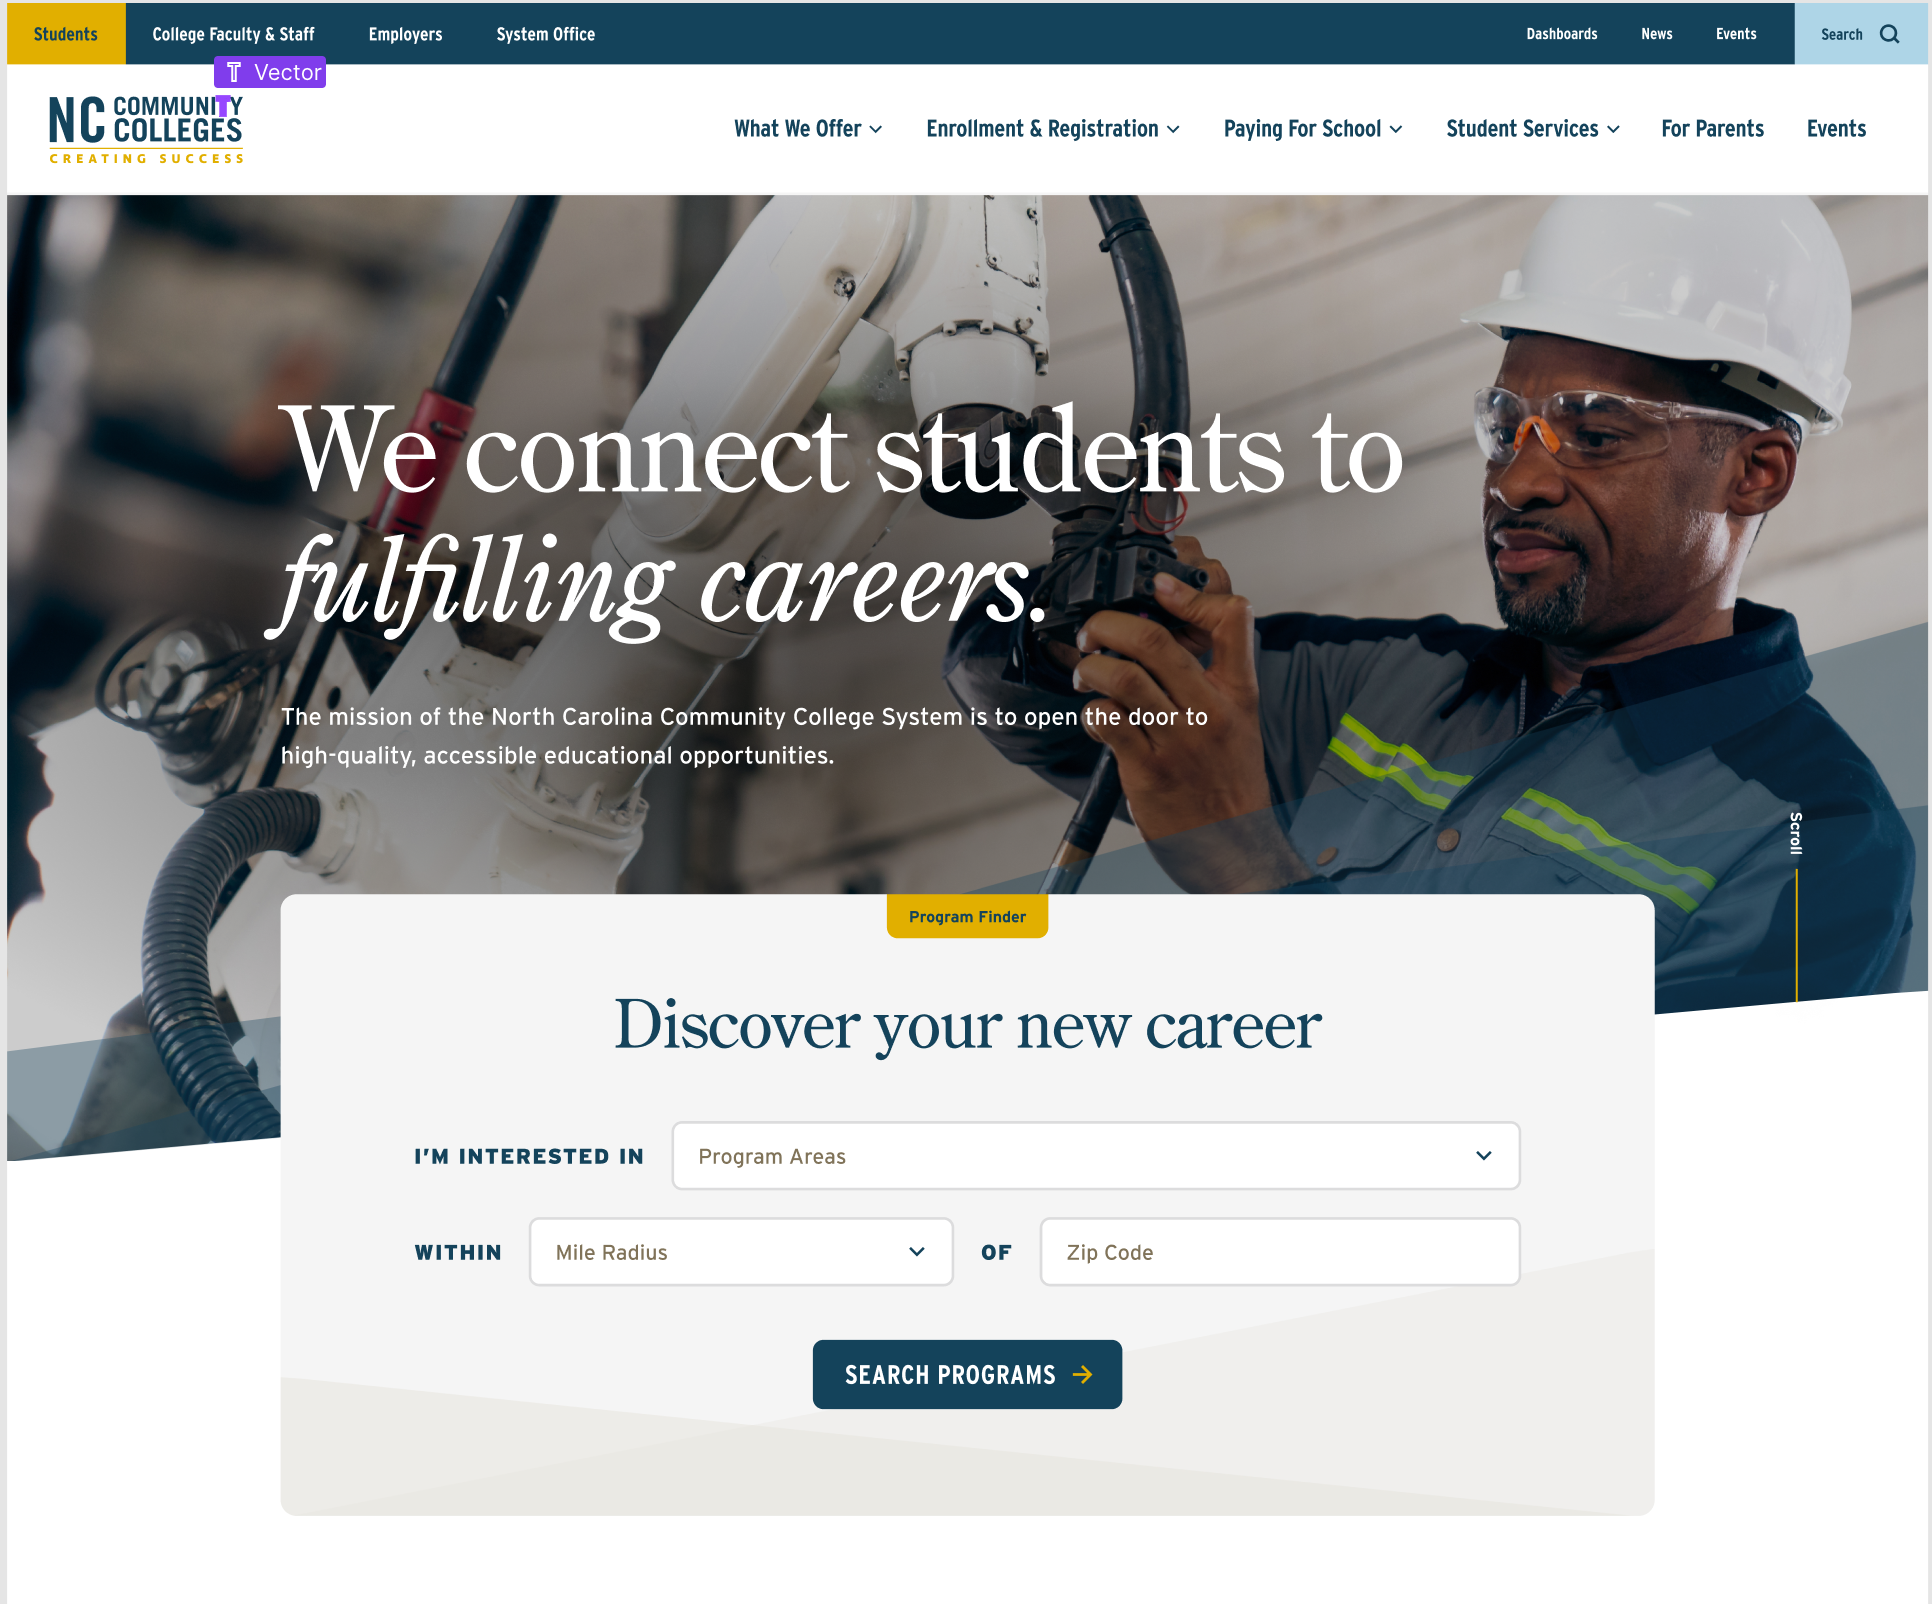 Students
College Faculty & Staff
Employers
System Office
Dashboards
News
Events
Search
Vector
NC COMMUNITY
COLLEGES
CREATING SUCCESS
What We Offer
Enrollment & Registration
Paying For School
Student Services
For Parents
Events
We connect students to
fulfilling careers.
The mission of the North Carolina Community College System is to open the door to
high-quality, accessible educational opportunities.
Scroll
Program Finder
Discover your new career
I'M INTERESTED IN
Program Areas
WITHIN
Mile Radius
OF
Zip Code
SEARCH PROGRAMS